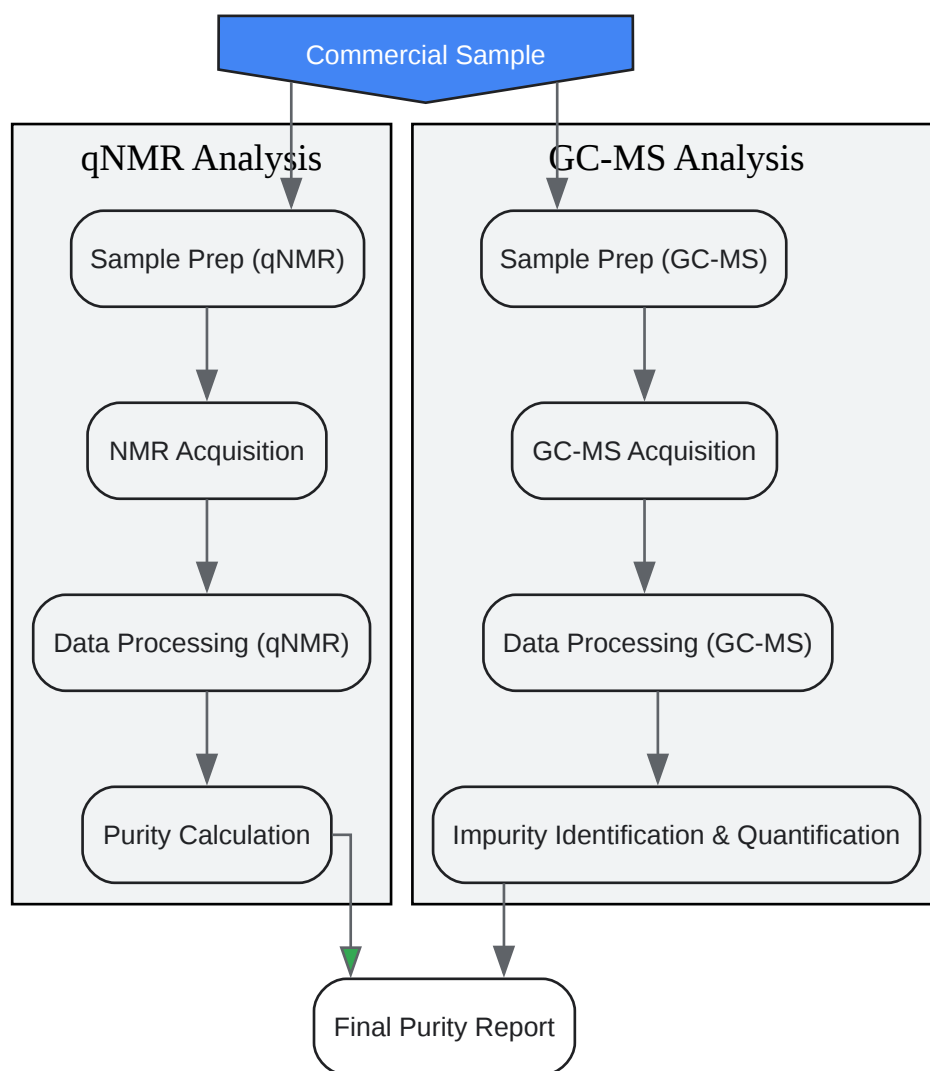 Commercial Sample
qNMR Analysis
Sample Prep (qNMR)
NMR Acquisition
Data Processing (qNMR)
Purity Calculation
GC-MS Analysis
Sample Prep (GC-MS)
GC-MS Acquisition
Data Processing (GC-MS)
Impurity Identification & Quantification
Final Purity Report